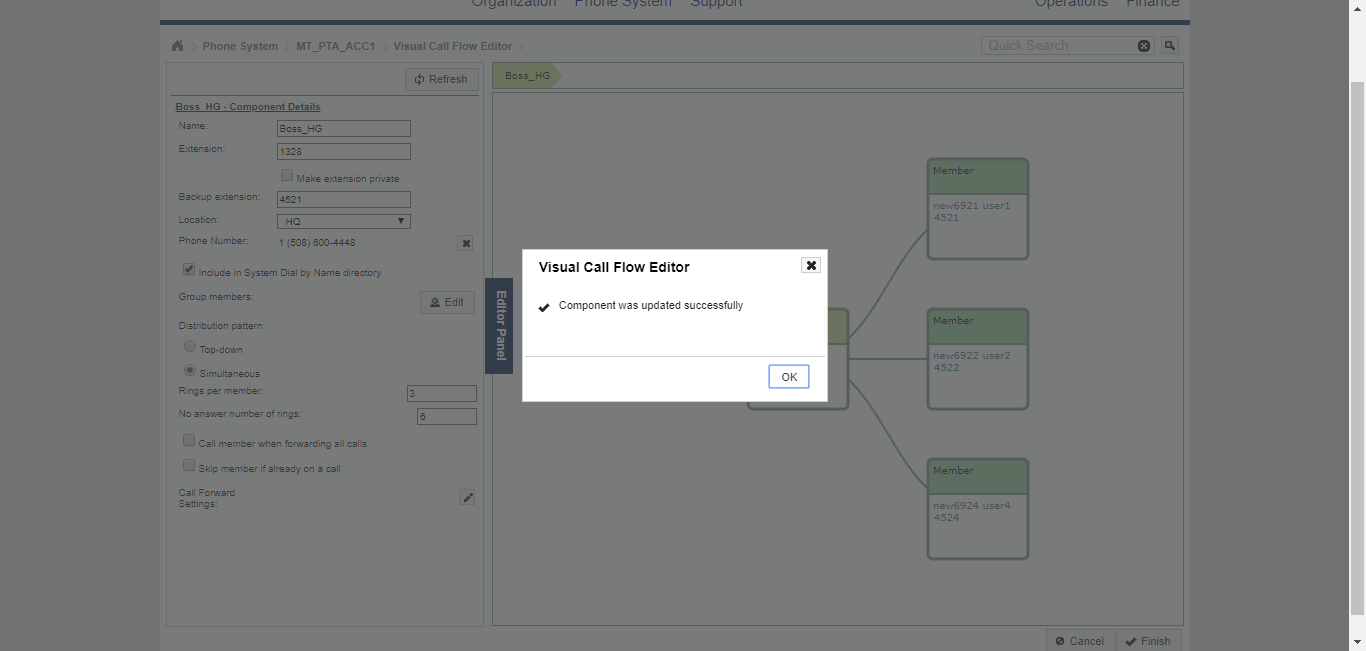 Organization Phone System Support Operations Finance
Phone System MT_PTA_ACC1 Visual Call Flow Editor
Quick Search
Refresh
Boss_HG - Component Details
Name: Boss_HG
Extension: 1328
Make extension private
Backup extension: 4521
Location: HQ
Phone Number: 1 (508) 600-4448
Include in System Dial by Name directory
Group members: Edit
Distribution pattern:
Top-down
Simultaneous
Rings per member: 3
No answer number of rings: 6
Call member when forwarding all calls
Skip member if already on a call
Call Forward
Settings:
Editor Panel
Boss_HG
Member
new6921 user1
4521
Member
new6922 user2
4522
Member
new6924 user4
4524
Visual Call Flow Editor
Component was updated successfully
OK
Cancel Finish